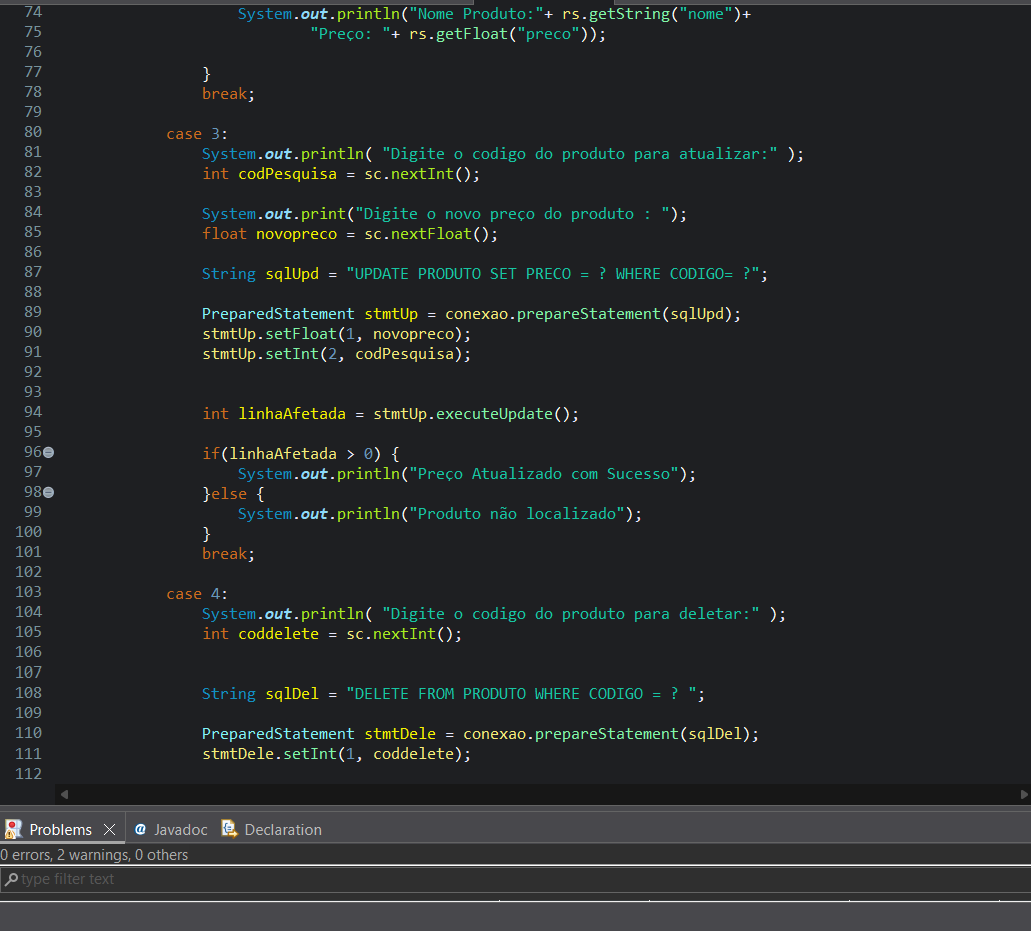 74 System.out.println("Nome Produto:"+ rs.getString("nome")+
75 "Preço: "+ rs.getFloat("preco"));
76
77 }
78 break;
79
80 case 3:
81 System.out.println( "Digite o codigo do produto para atualizar:" );
82 int codPesquisa = sc.nextInt();
83
84 System.out.print("Digite o novo preço do produto : ");
85 float novopreco = sc.nextFloat();
86
87 String sqlUpd = "UPDATE PRODUTO SET PRECO = ? WHERE CODIGO= ?";
88
89 PreparedStatement stmtUp = conexao.prepareStatement(sqlUpd);
90 stmtUp.setFloat(1, novopreco);
91 stmtUp.setInt(2, codPesquisa);
92
93
94 int linhaAfetada = stmtUp.executeUpdate();
95
96 if(linhaAfetada > 0) {
97 System.out.println("Preço Atualizado com Sucesso");
98 }else {
99 System.out.println("Produto não localizado");
100 }
101 break;
102
103 case 4:
104 System.out.println( "Digite o codigo do produto para deletar:" );
105 int coddelete = sc.nextInt();
106
107
108 String sqlDel = "DELETE FROM PRODUTO WHERE CODIGO = ? ";
109
110 PreparedStatement stmtDele = conexao.prepareStatement(sqlDel);
111 stmtDele.setInt(1, coddelete);
112
Problems @ Javadoc Declaration
0 errors, 2 warnings, 0 others
type filter text